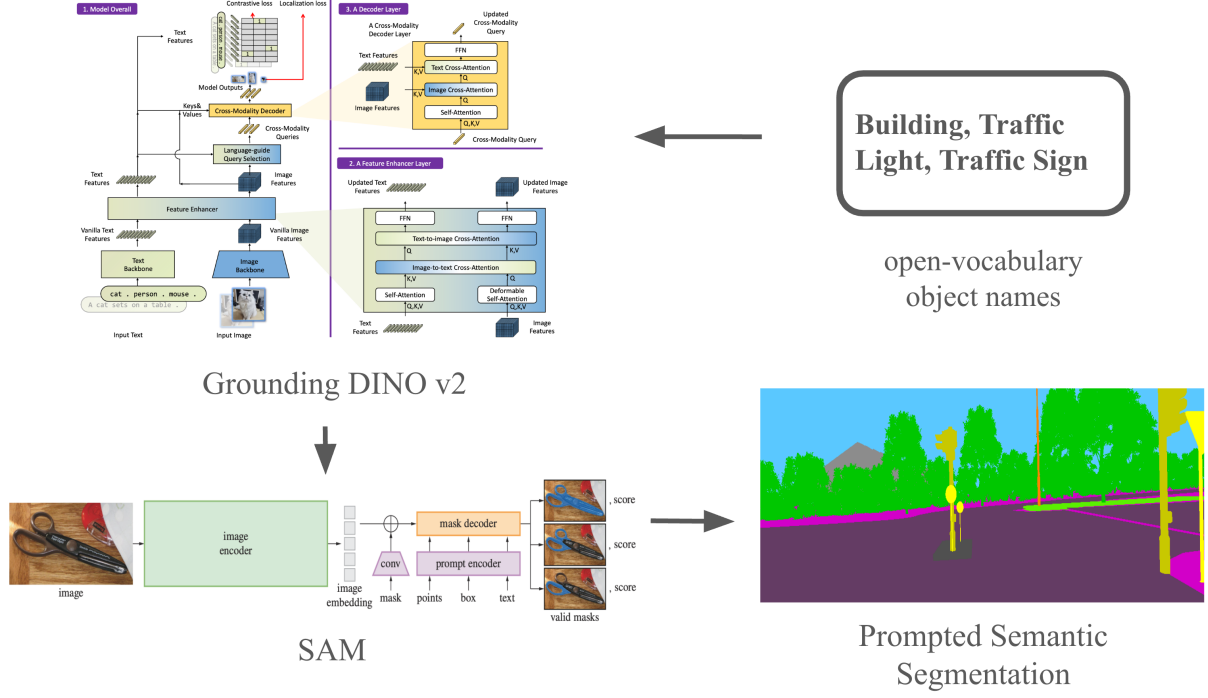 1. Model Overall
Contrastive loss
Localization loss
Text
Features
cat
person
mouse
1
1
1
Model Outputs
Keys&
Values
Cross-Modality Decoder
Cross-Modality
Queries
Language-guide
Query Selection
Text
Features
Image
Features
Feature Enhancer
Vanilla Text
Features
Vanilla Image
Features
Text
Backbone
Image
Backbone
cat . person . mouse .
A cat sets on a table .
Input Text
Input Image
3. A Decoder Layer
A Cross-Modality
Decoder Layer
Updated
Cross-Modality
Query
FFN
Text Features
K,V
Text Cross-Attention
Q
K,V
Image Cross-Attention
Image Features
Q
Self-Attention
Q,K,V
Cross-Modality Query
2. A Feature Enhancer Layer
Updated Text
Features
Updated Image
Features
FFN
FFN
Text-to-image Cross-Attention
Q
K,V
Image-to-text Cross-Attention
K,V
Q
Self-Attention
Deformable
Self-Attention
Q,K,V
Q,K,V
Text
Features
Image
Features
Building, Traffic
Light, Traffic Sign
open-vocabulary
object names
Grounding DINO v2
image
image
encoder
image
embedding
conv
mask
mask decoder
prompt encoder
points
box
text
, score
, score
, score
valid masks
SAM
Prompted Semantic
Segmentation